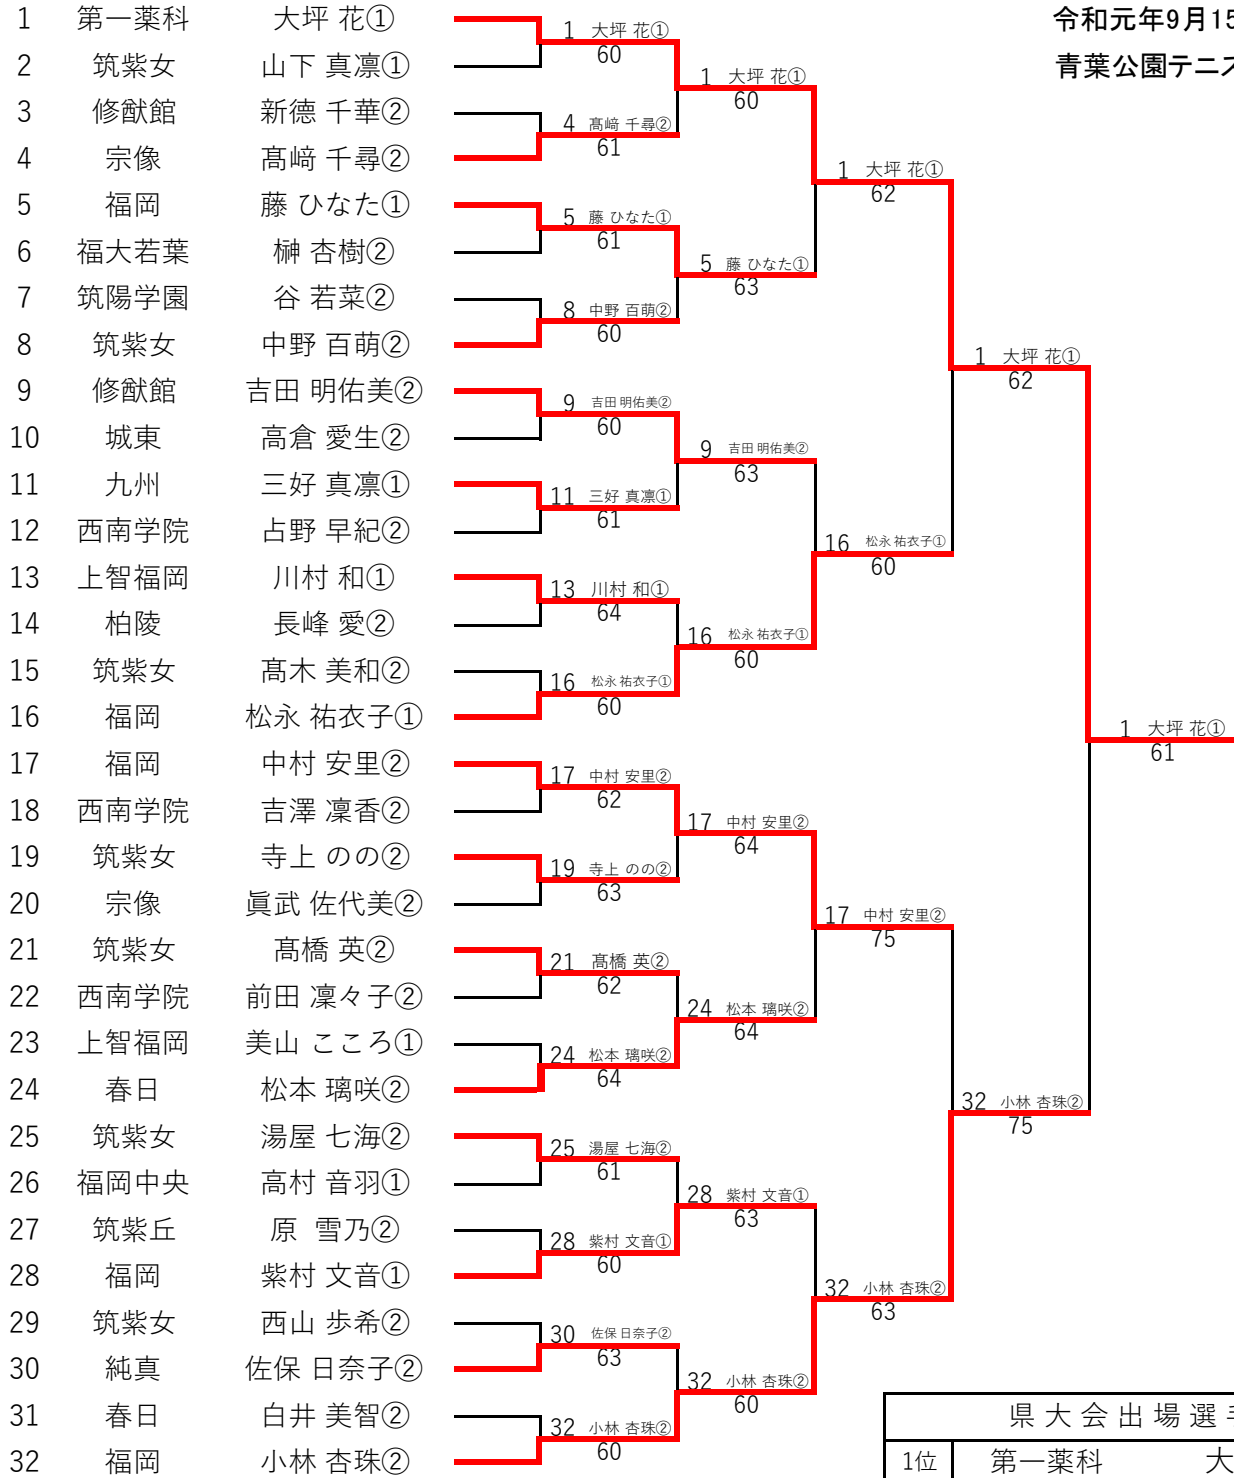 令和元年9月15
青葉公園テニス
1 第一薬科 大坪 花①
2 筑紫女 山下 真凛①
3 修猷館 新德 千華②
4 宗像 髙﨑 千尋②
5 福岡 藤 ひなた①
6 福大若葉 榊 杏樹②
7 筑陽学園 谷 若菜②
8 筑紫女 中野 百萌②
9 修猷館 吉田 明佑美②
10 城東 高倉 愛生②
11 九州 三好 真凛①
12 西南学院 占野 早紀②
13 上智福岡 川村 和①
14 柏陵 長峰 愛②
15 筑紫女 髙木 美和②
16 福岡 松永 祐衣子①
17 福岡 中村 安里②
18 西南学院 吉澤 凜香②
19 筑紫女 寺上 のの②
20 宗像 眞武 佐代美②
21 筑紫女 髙橋 英②
22 西南学院 前田 凜々子②
23 上智福岡 美山 こころ①
24 春日 松本 璃咲②
25 筑紫女 湯屋 七海②
26 福岡中央 高村 音羽①
27 筑紫丘 原 雪乃②
28 福岡 紫村 文音①
29 筑紫女 西山 歩希②
30 純真 佐保 日奈子②
31 春日 白井 美智②
32 福岡 小林 杏珠②
1 大坪 花①
60
4 髙﨑 千尋②
61
5 藤 ひなた①
61
8 中野 百萌②
60
9 吉田 明佑美②
60
11 三好 真凛①
61
13 川村 和①
64
16 松永 祐衣子①
60
17 中村 安里②
62
19 寺上 のの②
63
21 髙橋 英②
62
24 松本 璃咲②
64
25 湯屋 七海②
61
28 紫村 文音①
60
30 佐保 日奈子②
63
32 小林 杏珠②
60
1 大坪 花①
60
5 藤 ひなた①
63
9 吉田 明佑美②
63
16 松永 祐衣子①
60
17 中村 安里②
64
24 松本 璃咲②
64
28 紫村 文音①
63
32 小林 杏珠②
60
1 大坪 花①
62
16 松永 祐衣子①
60
17 中村 安里②
75
32 小林 杏珠②
63
1 大坪 花①
62
32 小林 杏珠②
75
1 大坪 花①
61
県大会出場選手
1位 第一薬科 大